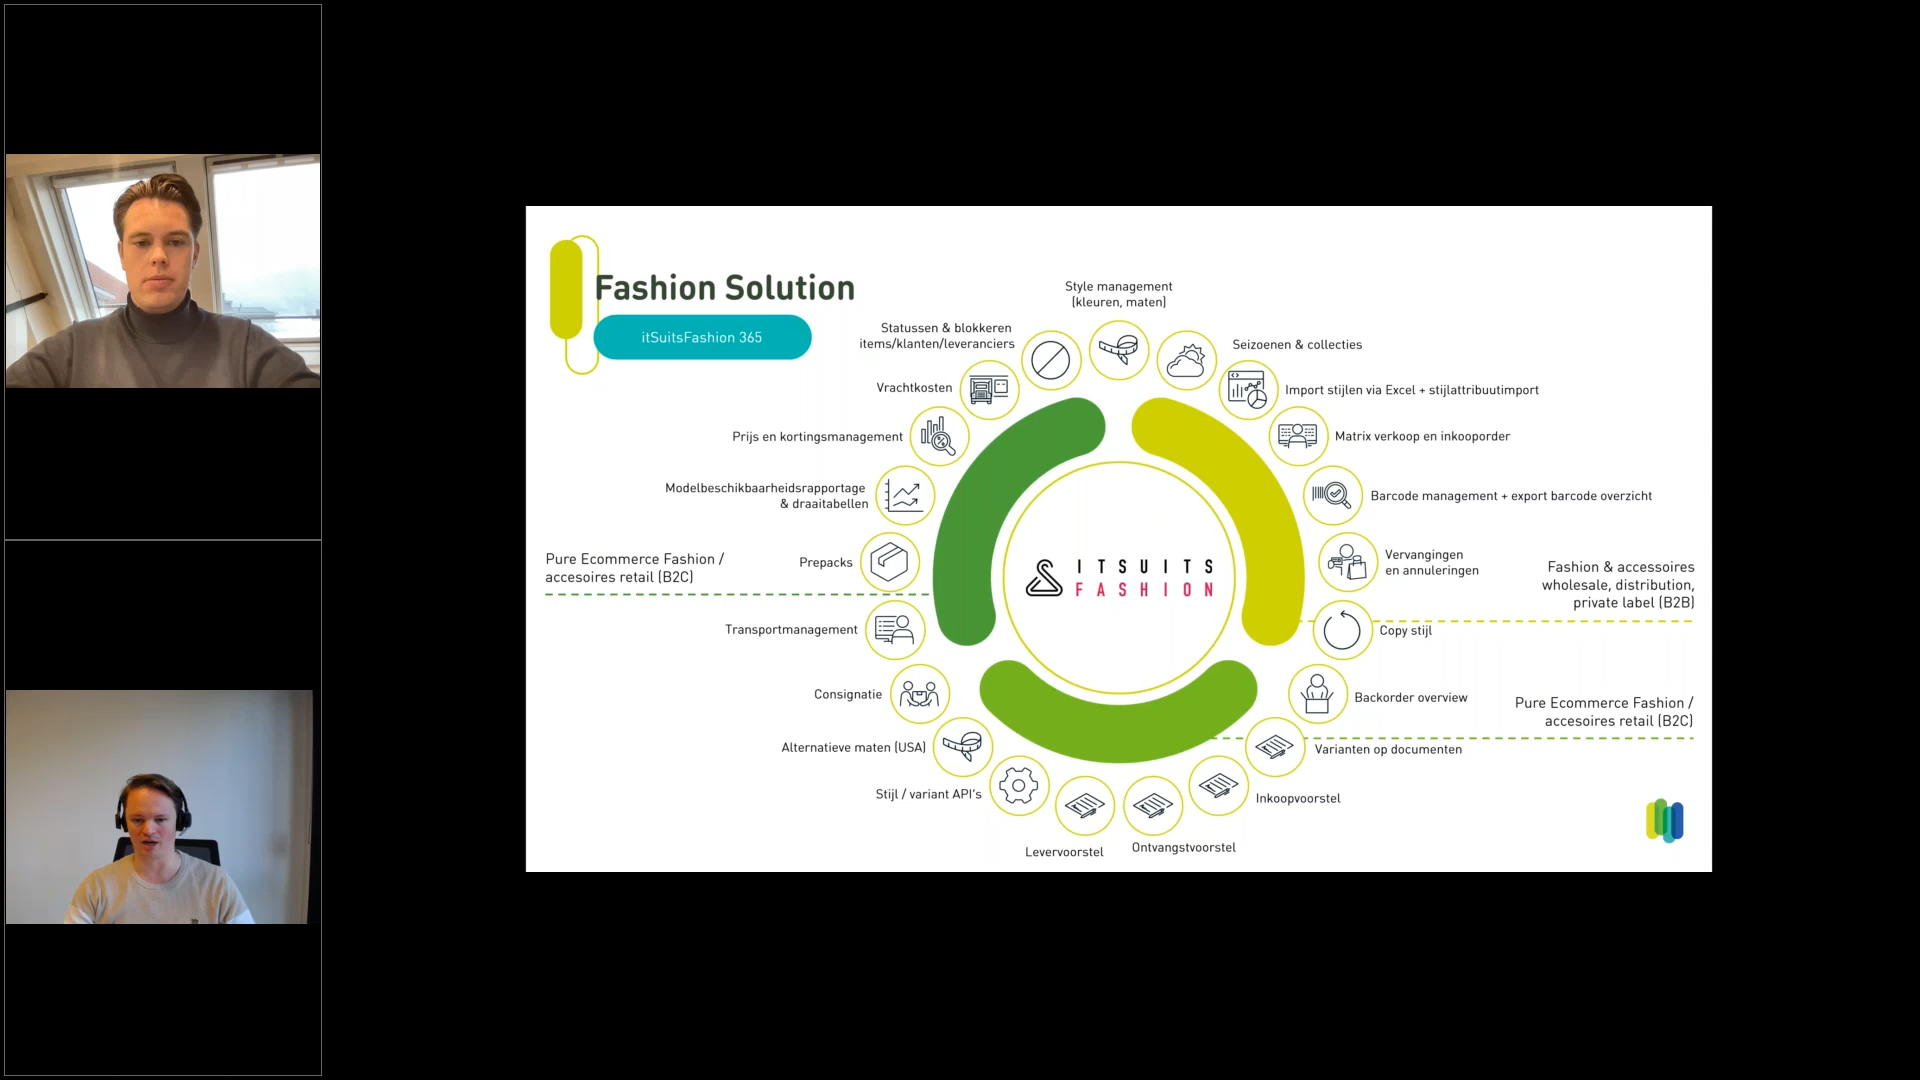 Fashion Solution
itSuitsFashion 365
Style management
(kleuren, maten)
Statussen & blokkeren
items/klanten/leveranciers
Seizoenen & collecties
Vrachtkosten
Import stijlen via Excel + stijlattribuutimport
Prijs en kortingsmanagement
Matrix verkoop en inkooporder
Modelbeschikbaarheidsrapportage
& draaitabellen
Barcode management + export barcode overzicht
Pure Ecommerce Fashion /
accesoires retail (B2C)
Prepacks
ITSUITS
FASHION
Vervangingen
en annuleringen
Fashion & accessoires
wholesale, distribution,
private label (B2B)
Transportmanagement
Copy stijl
Consignatie
Backorder overview
Pure Ecommerce Fashion /
accesoires retail (B2C)
Alternatieve maten (USA)
Varianten op documenten
Stijl / variant API's
Inkoopvoorstel
Levervoorstel
Ontvangstvoorstel